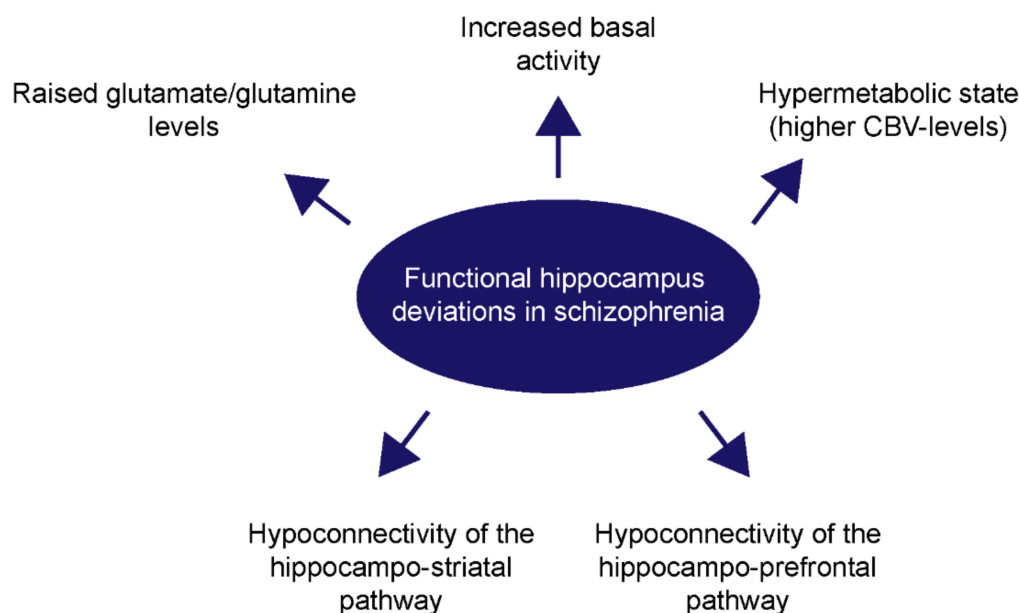 Increased basal
activity
Raised glutamate/glutamine
levels
Hypermetabolic state
(higher CBV-levels)
Functional hippocampus
deviations in schizophrenia
Hypoconnectivity of the
hippocampo-striatal
pathway
Hypoconnectivity of the
hippocampo-prefrontal
pathway